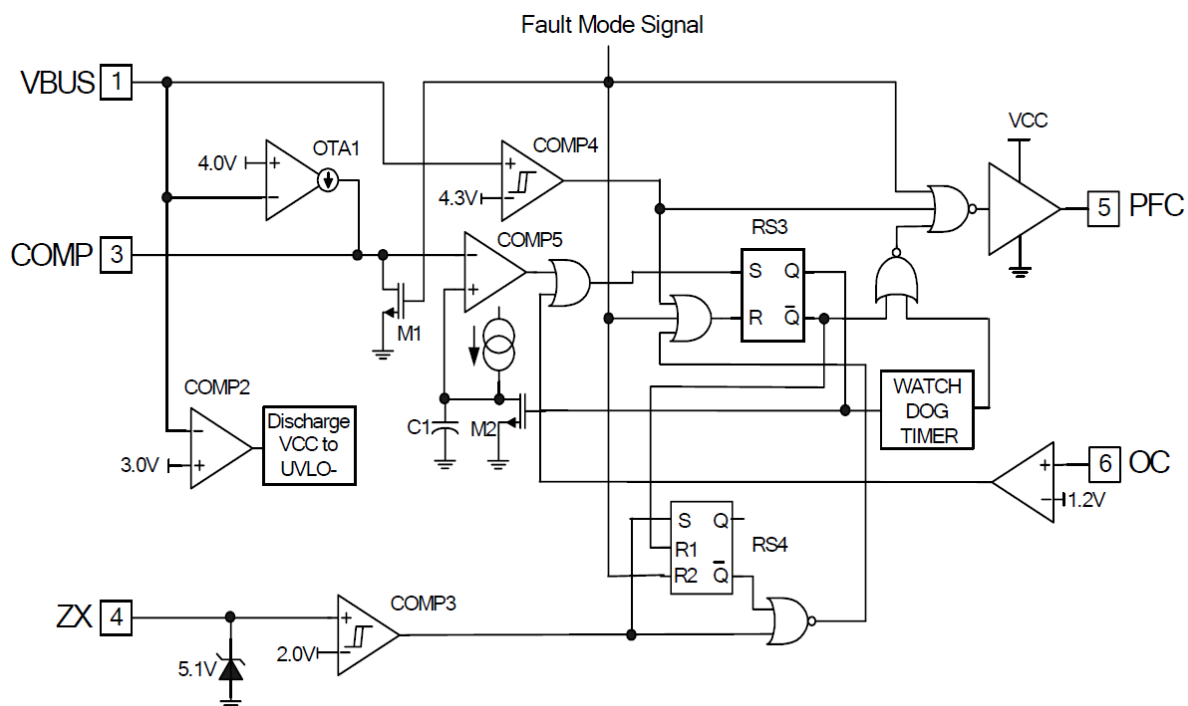 Fault Mode Signal
VBUS 1
VCC
OTA1
COMP4
4.0V + −
+ −
4.3V
5 PFC
RS3
COMP 3
COMP5
− +
S Q
R Q
M1
COMP2
− +
3.0V
Discharge
VCC to
UVLO-
C1
M2
WATCH
DOG
TIMER
+ −
6 OC
1.2V
S Q
R1
R2 Q
RS4
ZX 4
COMP3
+ −
2.0V
5.1V